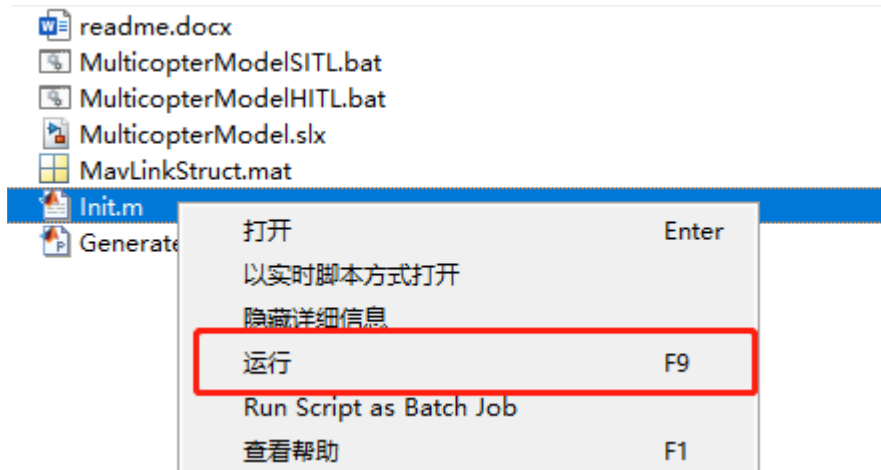 readme.docx
MulticopterModelSITL.bat
MulticopterModelHITL.bat
MulticopterModel.slx
MavLinkStruct.mat
Init.m
Generate
打开 Enter
以实时脚本方式打开
隐藏详细信息
运行 F9
Run Script as Batch Job
查看帮助 F1